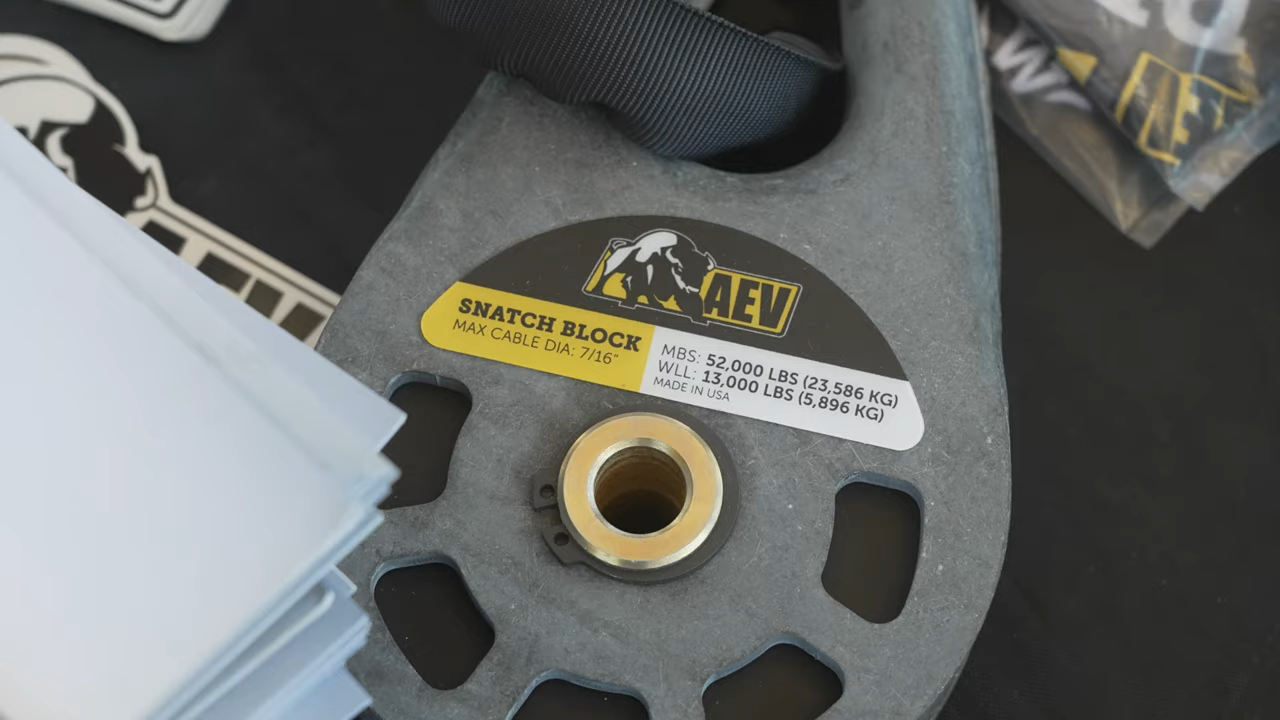 AEV
SNATCH BLOCK
MAX CABLE DIA: 7/16"
MBS: 52,000 LBS (23,586 KG)
WLL: 13,000 LBS (5,896 KG)
MADE IN USA